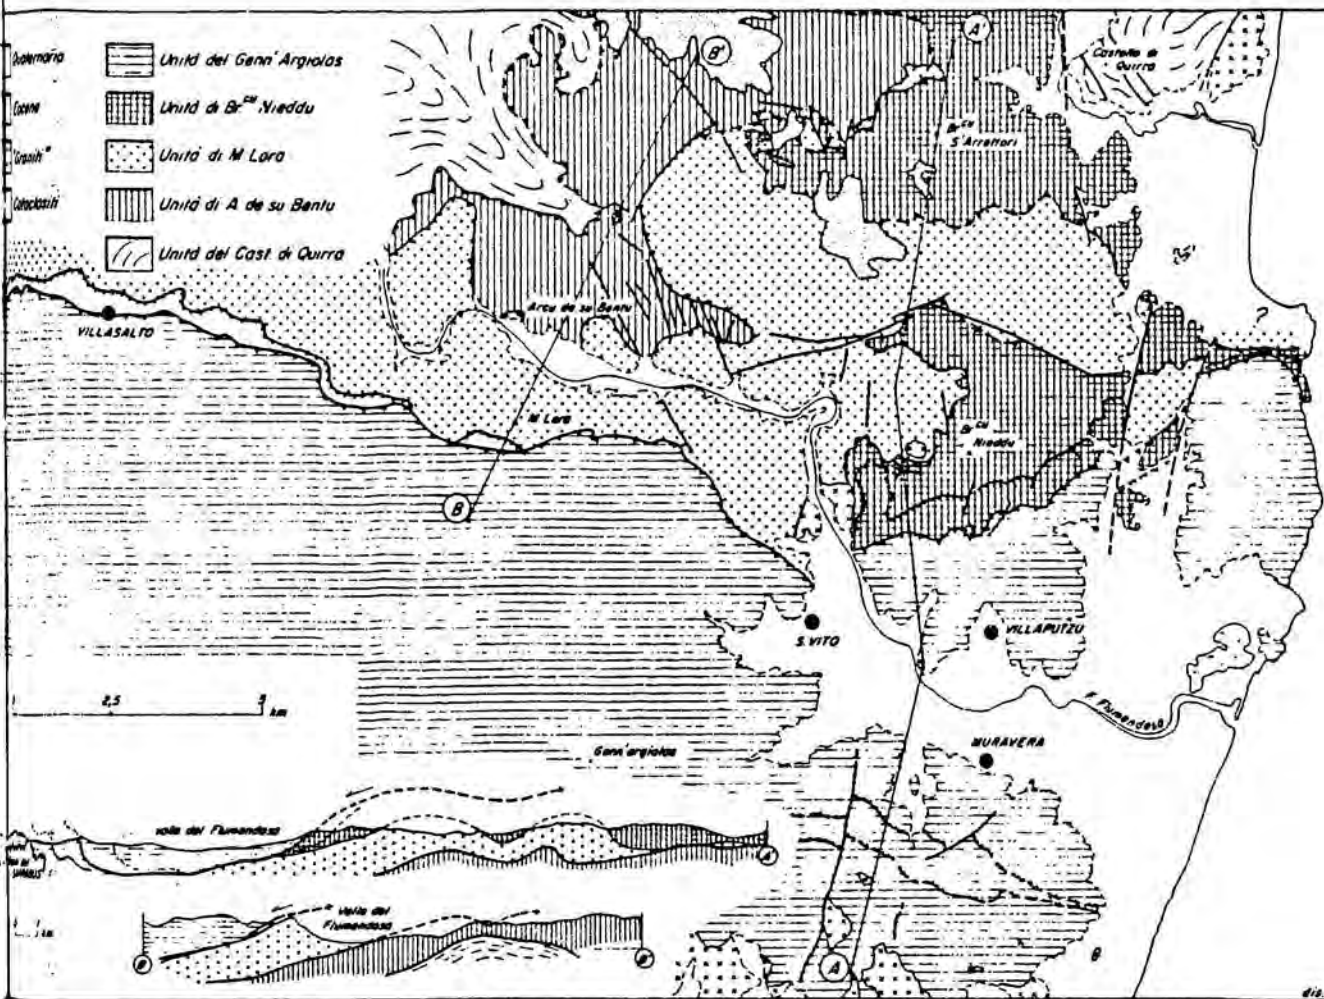 Quaternario
Eocene
"Graniti"
Cataclasiti
Unità del Genn'Argiolas
Unità di Br.cu Nieddu
Unità di M Lora
Unità di A de su Bentu
Unità del Cast. di Quirra
B'
A'
Castello di
Quirra
Br.cu
S'Arrettori
VILLASALTO
Arcu de su Bentu
?
M Lora
Br.cu
Nieddu
B
S.VITO
VILLAPUTZU
2,5
5
km
F. Flumendosa
MURAVERA
Genn'argiolas
valle del Flumendosa
A'
Valle del
Flumendosa
A
dis.